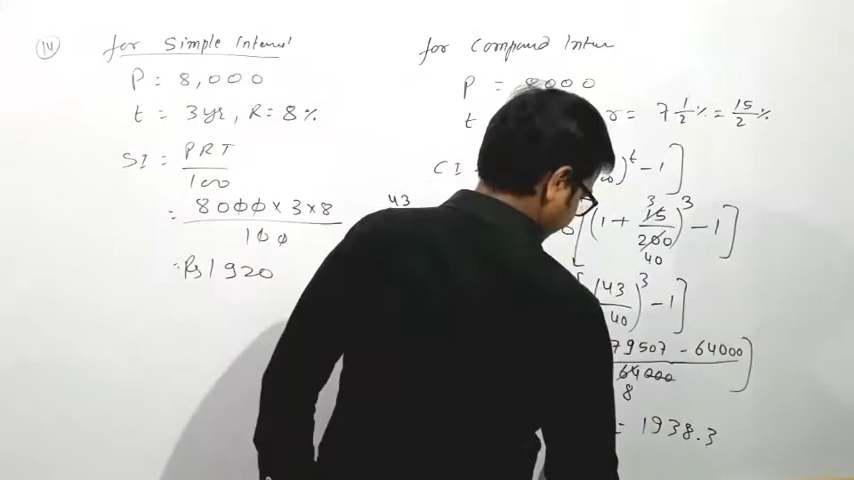 14
for Simple Interest
P = 8,000
t = 3yr, R = 8%
SI = PRT
100
= 8000 x 3 x 8
100
= Rs 1920
for Compound
P = 8000
t r = 7 1/2 % = 15/2 %
CI = )^t - 1 ]
43
(1 + 15/200)^3 - 1 ]
3
40
43/40)^3 - 1 ]
79507 - 64000 ]
64000
8
= 1938.3